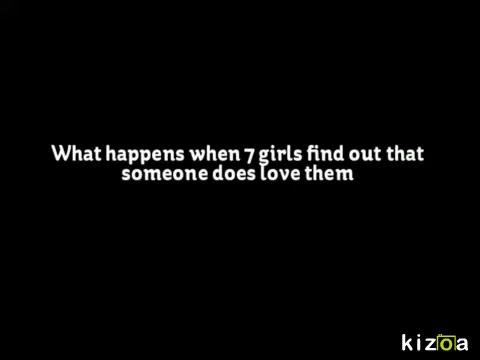 What happens when 7 girls find out that
someone does love them
kizoa